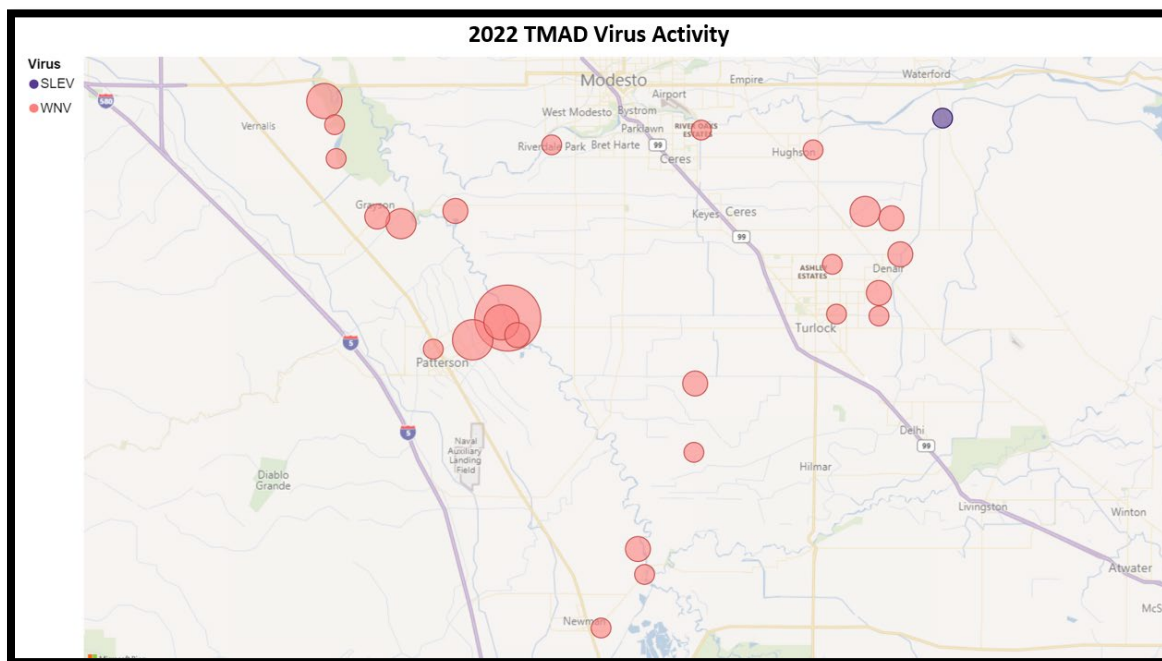 2022 TMAD Virus Activity
Virus
SLEV
WNV
580
Vernalis
Modesto
Empire
Waterford
Airport
West Modesto
Bystrom
Parklawn
RIVER OAKS
ESTATES
Riverdale Park
Bret Harte
99
Ceres
Hughson
Grayson
Keyes
Ceres
99
ASHLEY
ESTATES
Denair
Turlock
5
Patterson
5
Naval
Auxiliary
Landing
Field
Diablo
Grande
Delhi
99
Hilmar
Livingston
Winton
Atwater
Newman